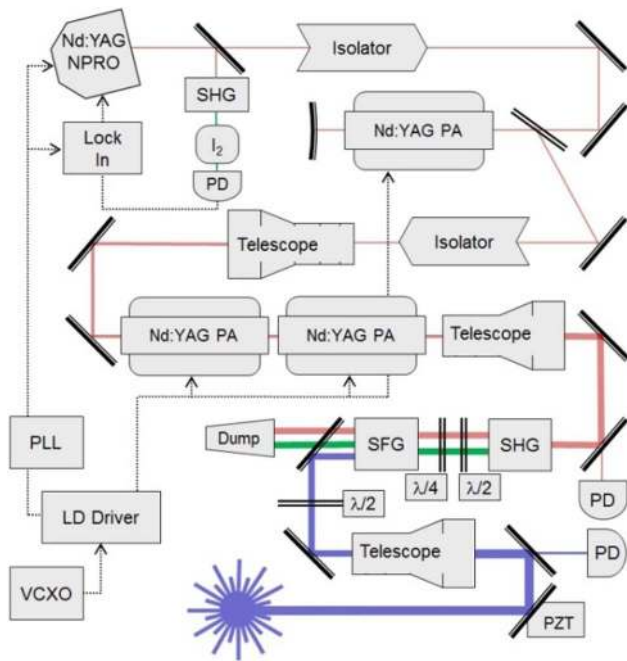 Nd:YAG
NPRO
Isolator
SHG
Lock
In
I₂
PD
Nd:YAG PA
Telescope
Isolator
Nd:YAG PA
Nd:YAG PA
Telescope
Dump
SFG
SHG
PLL
λ/4
λ/2
PD
LD Driver
λ/2
Telescope
PD
VCXO
PZT